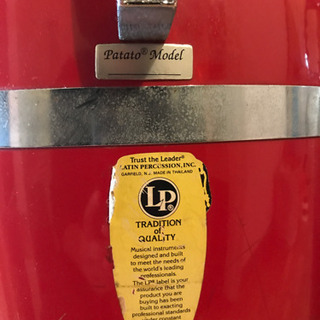 Patato® Model
Trust the Leader®
LATIN PERCUSSION, INC.
GARFIELD, N.J. MADE IN THAILAND
LP®
TRADITION
of
QUALITY
Musical instruments
designed and built
to meet the needs of
the world's leading
professionals.
The LP® label is your
assurance that the
product you are
buying has been
built to exacting
professional standards
under constant